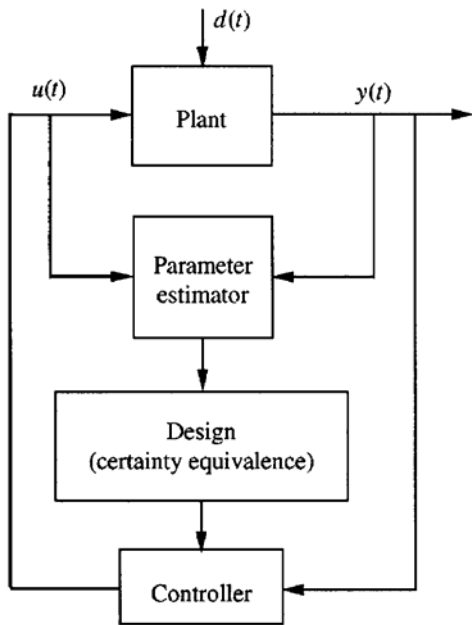 d(t)
u(t)
y(t)
Plant
Parameter
estimator
Design
(certainty equivalence)
Controller